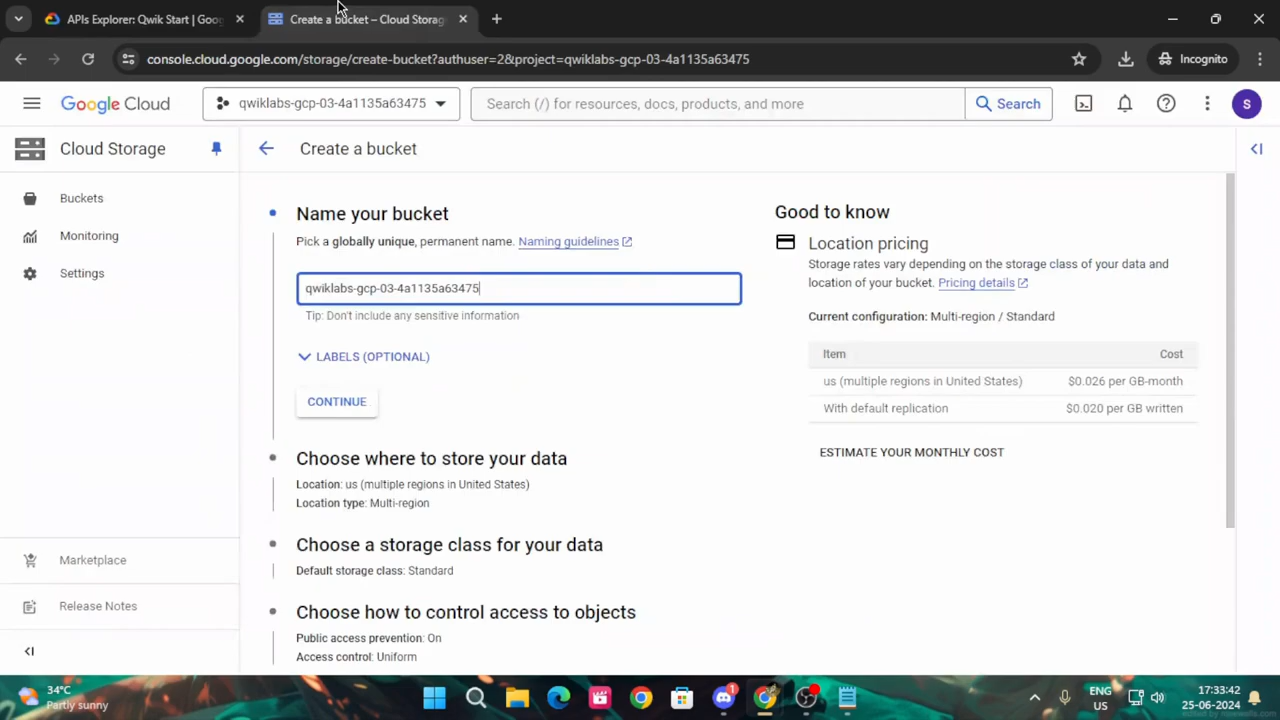 APIs Explorer: Qwik Start | Goog
Create a bucket – Cloud Storag
console.cloud.google.com/storage/create-bucket?authuser=2&project=qwiklabs-gcp-03-4a1135a63475
Incognito
Google Cloud
qwiklabs-gcp-03-4a1135a63475
Search (/) for resources, docs, products, and more
Search
S
Cloud Storage
Create a bucket
Buckets
Monitoring
Settings
Marketplace
Release Notes
Name your bucket
Pick a globally unique, permanent name. Naming guidelines
qwiklabs-gcp-03-4a1135a63475
Tip: Don't include any sensitive information
LABELS (OPTIONAL)
CONTINUE
Choose where to store your data
Location: us (multiple regions in United States)
Location type: Multi-region
Choose a storage class for your data
Default storage class: Standard
Choose how to control access to objects
Public access prevention: On
Access control: Uniform
Good to know
Location pricing
Storage rates vary depending on the storage class of your data and
location of your bucket. Pricing details
Current configuration: Multi-region / Standard
Item Cost
us (multiple regions in United States) $0.026 per GB-month
With default replication $0.020 per GB written
ESTIMATE YOUR MONTHLY COST
34°C
Partly sunny
1
ENG
US
17:33:42
25-06-2024